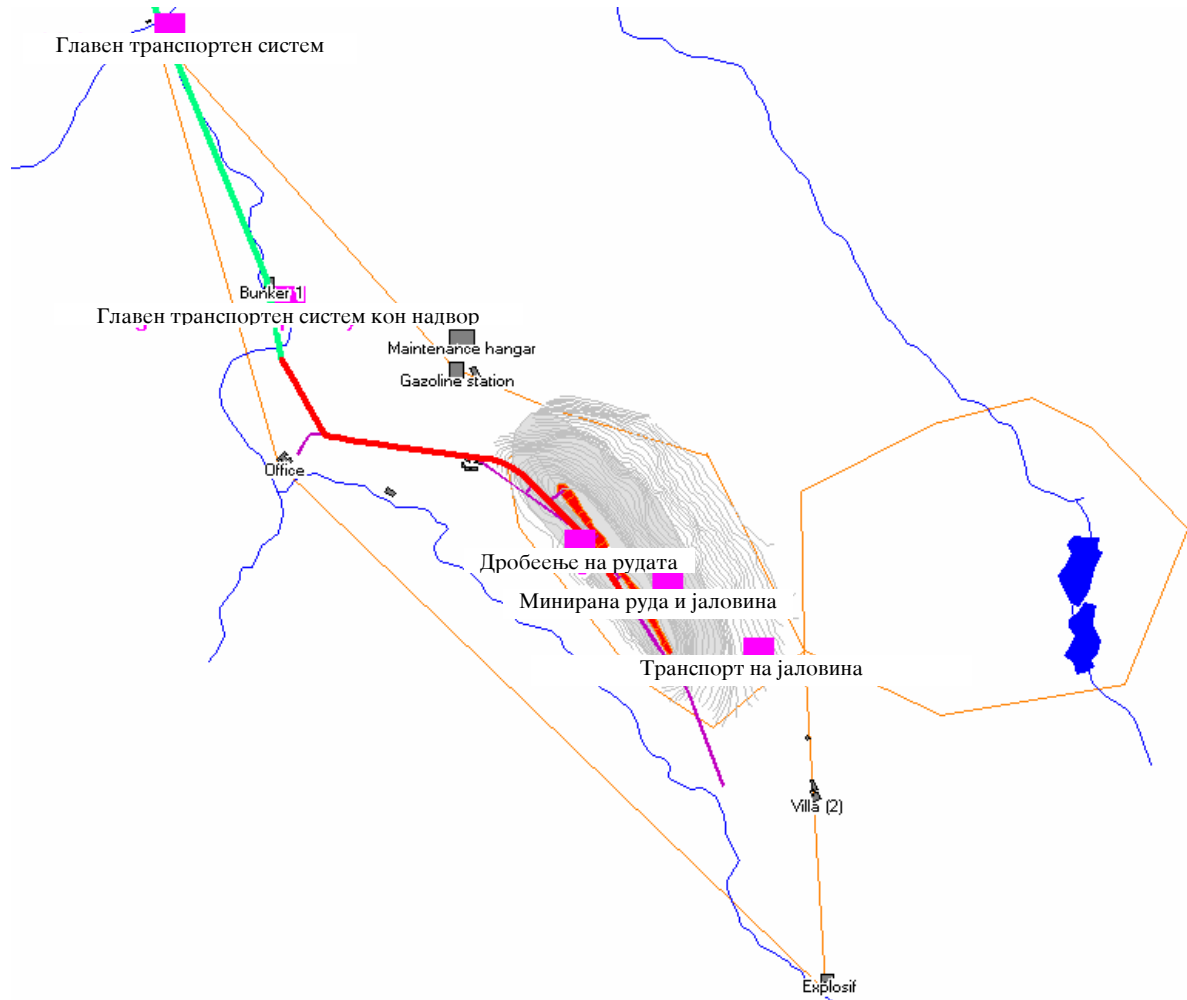 Главен транспортен систем
Bunker 1
Главен транспортен систем кон надвор
Maintenance hangar
Gazoline station
Office
Дробеење на рудата
Минирана руда и јаловина
Транспорт на јаловина
Villa (2)
Explosif